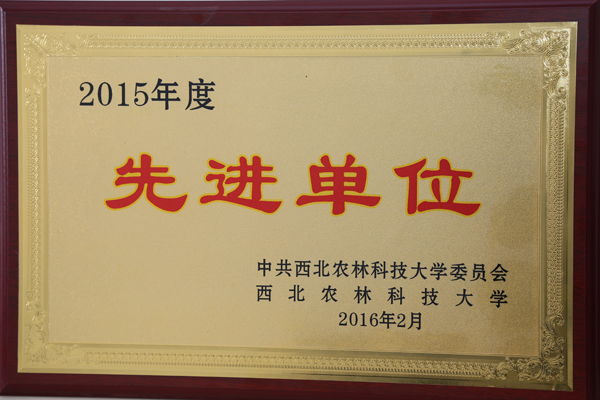 2015年度
先进单位
中共西北农林科技大学委员会
西北农林科技大学
2016年2月